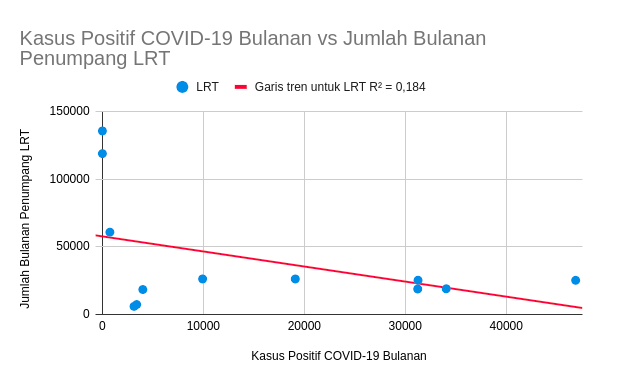 Kasus Positif COVID-19 Bulanan vs Jumlah Bulanan
Penumpang LRT
LRT
Garis tren untuk LRT R² = 0,184
150000
100000
50000
0
Jumlah Bulanan Penumpang LRT
0
10000
20000
30000
40000
Kasus Positif COVID-19 Bulanan